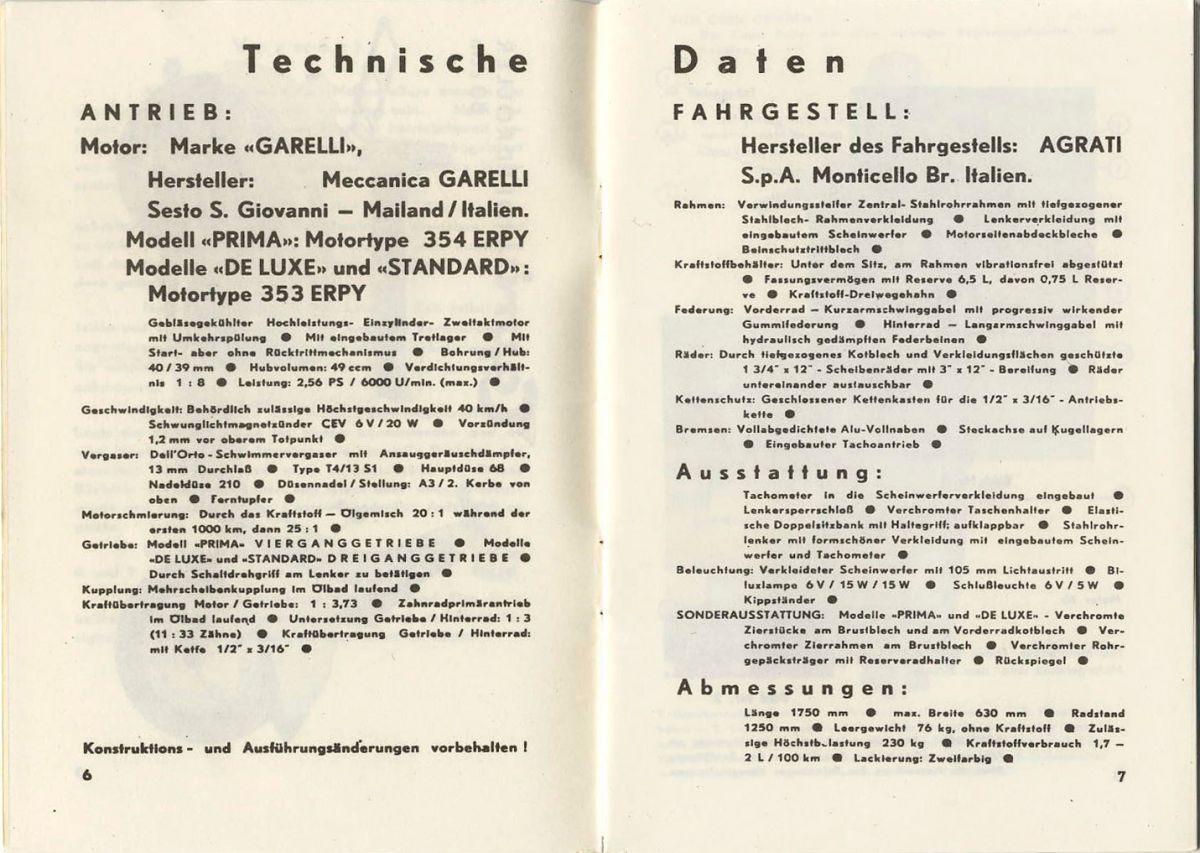 Technische
ANTRIEB:
Motor: Marke «GARELLI»,
Hersteller: Meccanica GARELLI
Sesto S. Giovanni – Mailand/Italien.
Modell «PRIMA»: Motortype 354 ERPY
Modelle «DE LUXE» und «STANDARD»:
Motortype 353 ERPY
Gebläsegekühlter Hochleistungs- Einzylinder- Zweitaktmotor
mit Umkehrspülung ● Mit eingebautem Tretlager ● Mit
Start- aber ohne Rücktrittmechanismus ● Bohrung/Hub:
40/39 mm ● Hubvolumen: 49 ccm ● Verdichtungsverhält-
nis 1 : 8 ● Leistung: 2,56 PS / 6000 U/min. (max.) ●
Geschwindigkeit: Behördlich zulässige Höchstgeschwindigkeit 40 km/h ●
Schwunglichtmagnetzünder CEV 6 V/20 W ● Vorzündung
1,2 mm vor oberem Totpunkt ●
Vergaser: Dell'Orto - Schwimmervergaser mit Ansauggeräuschdämpfer,
13 mm Durchlaß ● Type T4/13 S1 ● Hauptdüse 68 ●
Nadeldüse 210 ● Düsennadel/Stellung: A3/2. Kerbe von
oben ● Ferntupfer ●
Motorschmierung: Durch das Kraftstoff – Ölgemisch 20 : 1 während der
ersten 1000 km, dann 25 : 1 ●
Getriebe: Modell «PRIMA» VIERGANGGETRIEBE ● Modelle
«DE LUXE» und «STANDARD» DREIGANGGETRIEBE ●
Durch Schaltdrehgriff am Lenker zu betätigen ●
Kupplung: Mehrscheibenkupplung im Ölbad laufend ●
Kraftübertragung Motor / Getriebe: 1 : 3,73 ● Zahnradprimärantrieb
im Ölbad laufend ● Untersetzung Getriebe / Hinterrad: 1 : 3
(11 : 33 Zähne) ● Kraftübertragung Getriebe / Hinterrad:
mit Kette 1/2" x 3/16" ●
Konstruktions - und Ausführungsänderungen vorbehalten !
6
Daten
FAHRGESTELL:
Hersteller des Fahrgestells: AGRATI
S.p.A. Monticello Br. Italien.
Rahmen: Verwindungssteifer Zentral- Stahlrohrrahmen mit tiefgezogener
Stahlblech- Rahmenverkleidung ● Lenkerverkleidung mit
eingebautem Scheinwerfer ● Motorseitenabdeckbleche ●
Beinschutztrittblech ●
Kraftstoffbehälter: Unter dem Sitz, am Rahmen vibrationsfrei abgestützt
● Fassungsvermögen mit Reserve 6,5 L, davon 0,75 L Reser-
ve ● Kraftstoff-Dreiwegehahn ●
Federung: Vorderrad – Kurzarmschwinggabel mit progressiv wirkender
Gummifederung ● Hinterrad – Langarmschwinggabel mit
hydraulisch gedämpften Federbeinen ●
Räder: Durch tiefgezogenes Kotblech und Verkleidungsflächen geschützte
1 3/4" x 12" - Scheibenräder mit 3" x 12" - Bereifung ● Räder
untereinander austauschbar ●
Kettenschutz: Geschlossener Kettenkasten für die 1/2" x 3/16" - Antriebs-
kette ●
Bremsen: Vollabgedichtete Alu-Vollnaben ● Steckachse auf Kugellagern
● Eingebauter Tachoantrieb ●
Ausstattung:
Tachometer in die Scheinwerferverkleidung eingebaut ●
Lenkersperrschloß ● Verchromter Taschenhalter ● Elasti-
sche Doppelsitzbank mit Haltegriff; aufklappbar ● Stahlrohr-
lenker mit formschöner Verkleidung mit eingebautem Schein-
werfer und Tachometer ●
Beleuchtung: Verkleideter Scheinwerfer mit 105 mm Lichtaustritt ● Bi-
luxlampe 6 V / 15 W / 15 W ● Schlußleuchte 6 V / 5 W ●
Kippständer ●
SONDERAUSSTATTUNG: Modelle «PRIMA» und «DE LUXE» - Verchromte
Zierstücke am Brustblech und am Vorderradkotblech ● Ver-
chromter Zierrahmen am Brustblech ● Verchromter Rohr-
gepäckträger mit Reserveradhalter ● Rückspiegel ●
Abmessungen:
Länge 1750 mm ● max. Breite 630 mm ● Radstand
1250 mm ● Leergewicht 76 kg, ohne Kraftstoff ● Zuläs-
sige Höchstbelastung 230 kg ● Kraftstoffverbrauch 1,7 –
2 L / 100 km ● Lackierung: Zweifarbig ●
7